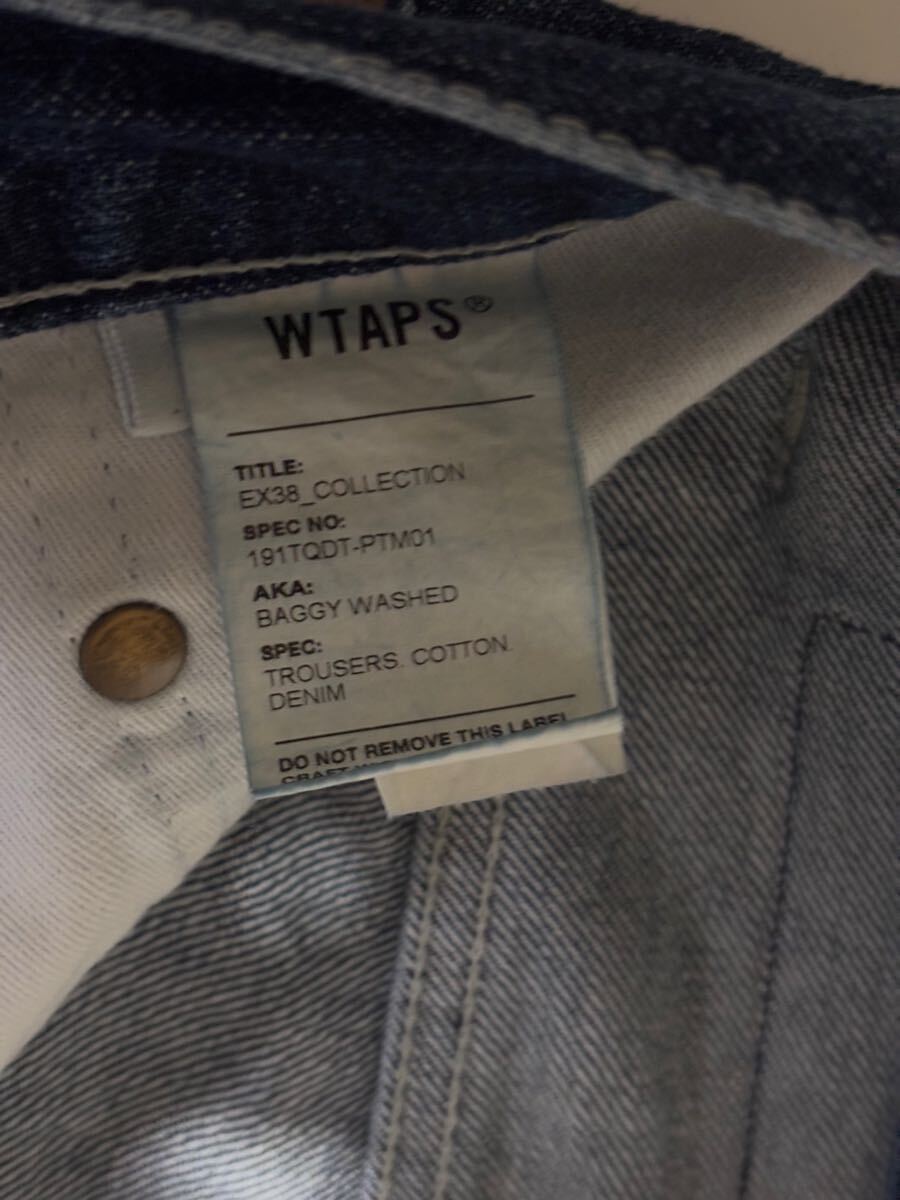 WTAPS®
TITLE:
EX38_COLLECTION
SPEC NO:
191TQDT-PTM01
AKA:
BAGGY WASHED
SPEC:
TROUSERS. COTTON.
DENIM
DO NOT REMOVE THIS LABEL
CRAFT